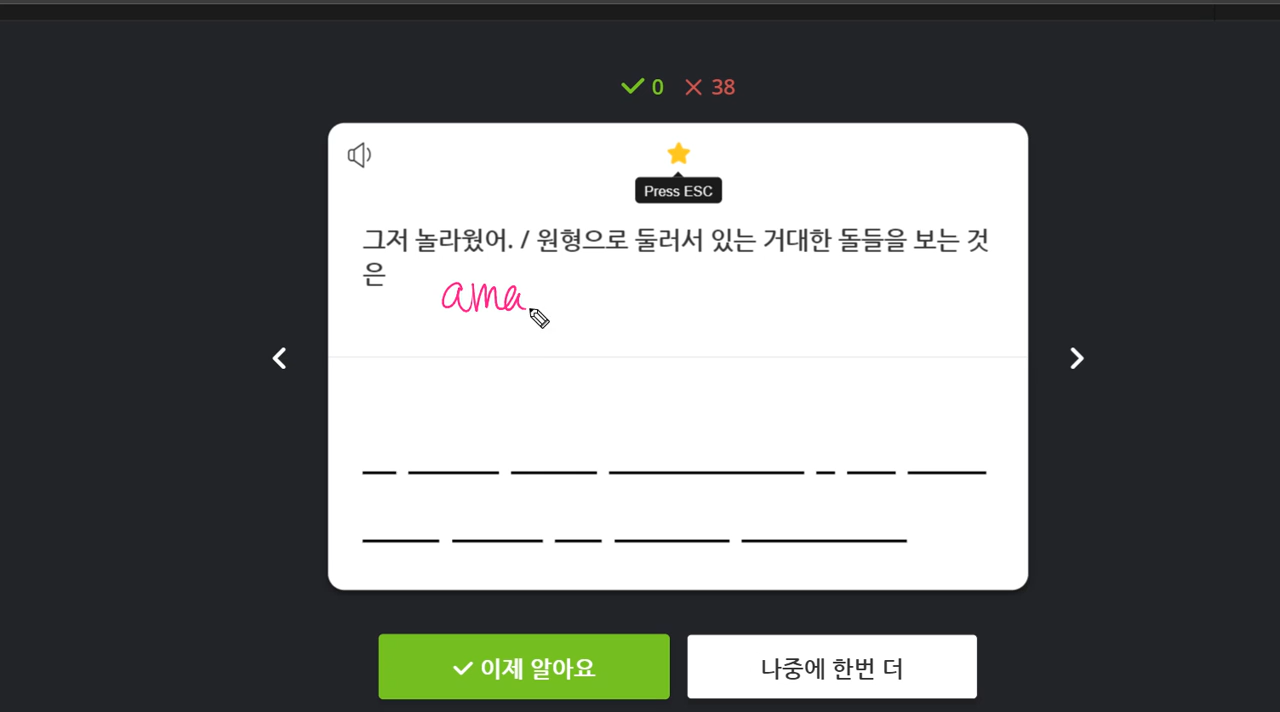 0 38
Press ESC
그저 놀라웠어. / 원형으로 둘러서 있는 거대한 돌들을 보는 것
은
ama
이제 알아요 나중에 한번 더